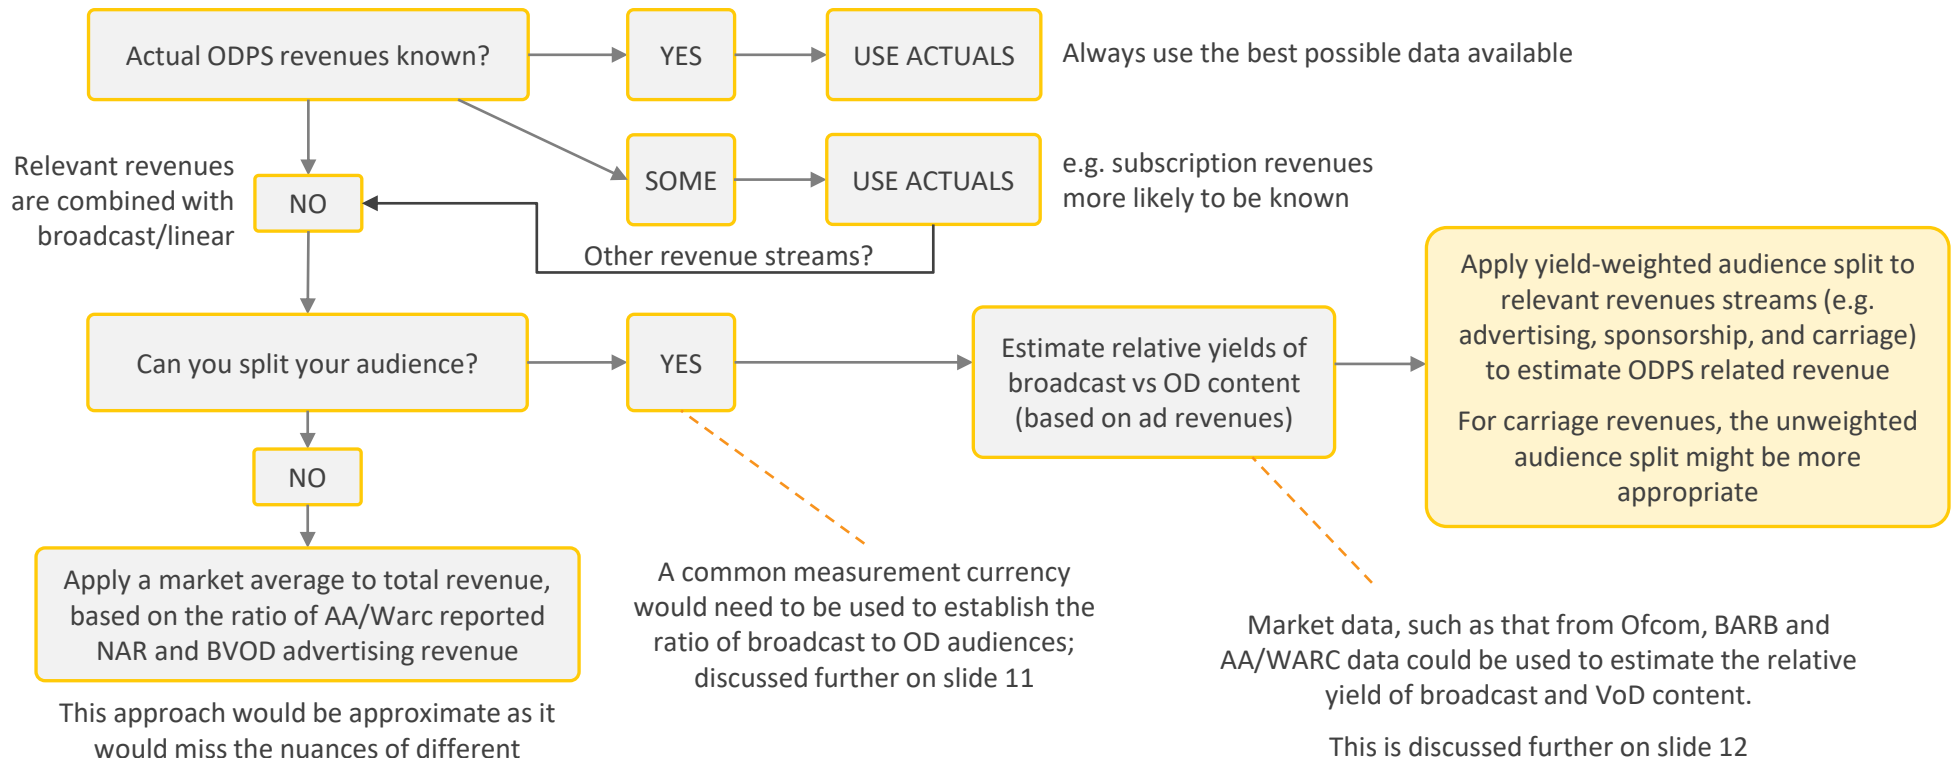 Actual ODPS revenues known?
YES
USE ACTUALS
Always use the best possible data available
Relevant revenues
are combined with
broadcast/linear
NO
SOME
USE ACTUALS
e.g. subscription revenues
more likely to be known
Other revenue streams?
Can you split your audience?
YES
Estimate relative yields of
broadcast vs OD content
(based on ad revenues)
Apply yield-weighted audience split to
relevant revenues streams (e.g.
advertising, sponsorship, and carriage)
to estimate ODPS related revenue
For carriage revenues, the unweighted
audience split might be more
appropriate
NO
Apply a market average to total revenue,
based on the ratio of AA/Warc reported
NAR and BVOD advertising revenue
This approach would be approximate as it
would miss the nuances of different
A common measurement currency
would need to be used to establish the
ratio of broadcast to OD audiences;
discussed further on slide 11
Market data, such as that from Ofcom, BARB and
AA/WARC data could be used to estimate the relative
yield of broadcast and VoD content.
This is discussed further on slide 12